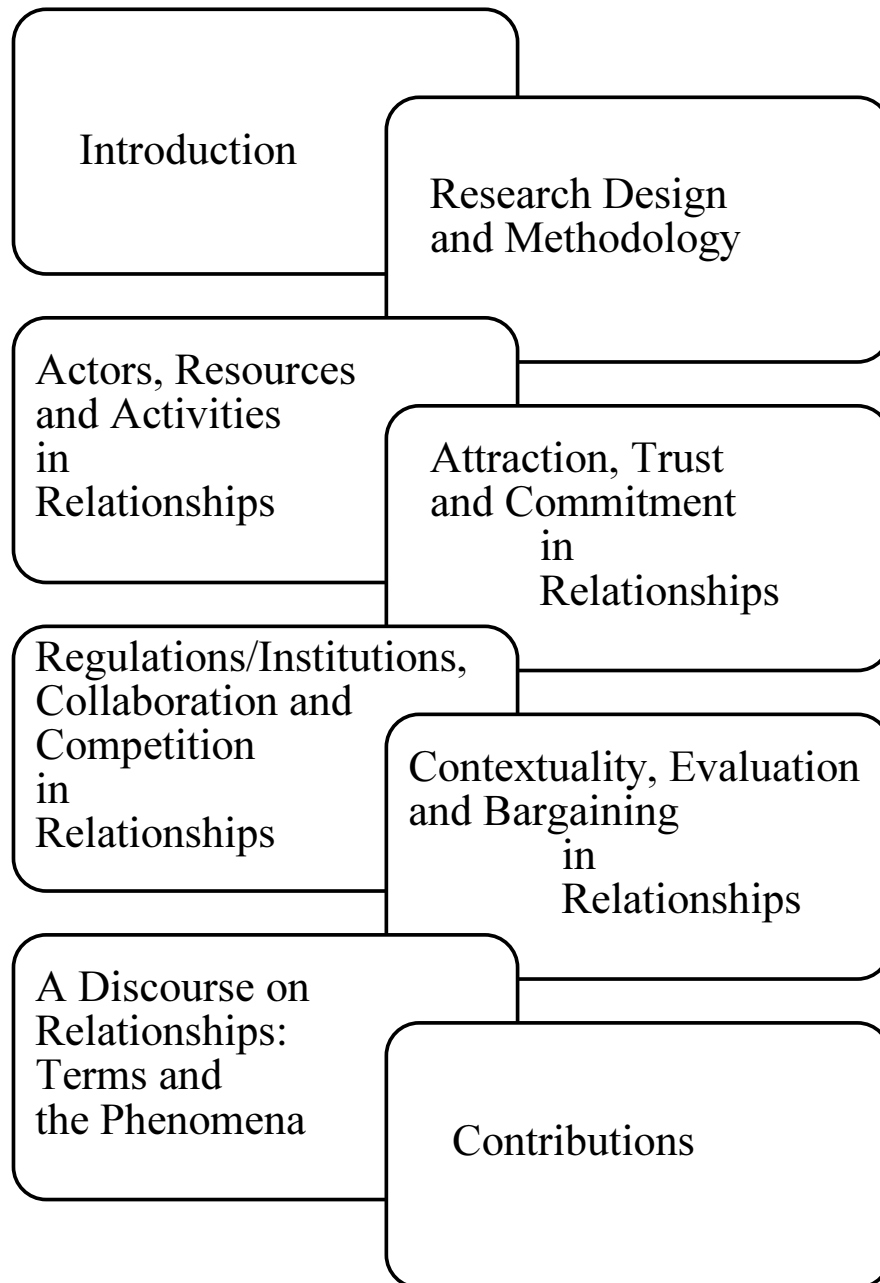 Introduction
Research Design
and Methodology
Actors, Resources
and Activities
in
Relationships
Attraction, Trust
and Commitment
in
Relationships
Regulations/Institutions,
Collaboration and
Competition
in
Relationships
Contextuality, Evaluation
and Bargaining
in
Relationships
A Discourse on
Relationships:
Terms and
the Phenomena
Contributions